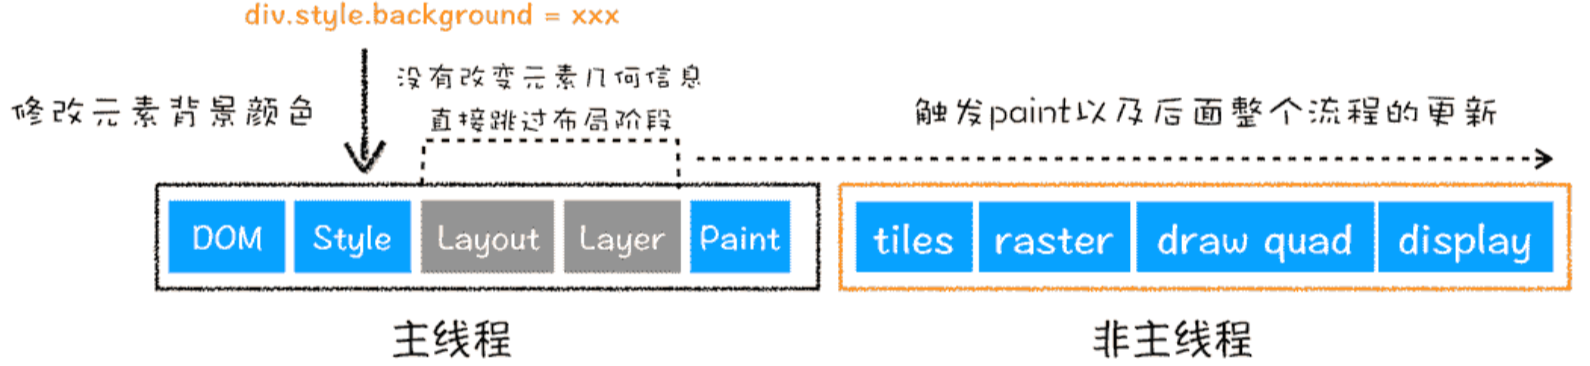 div.style.background = xxx
修改元素背景颜色
没有改变元素几何信息
直接跳过布局阶段
触发paint以及后面整个流程的更新
DOM
Style
Layout
Layer
Paint
tiles
raster
draw quad
display
主线程
非主线程